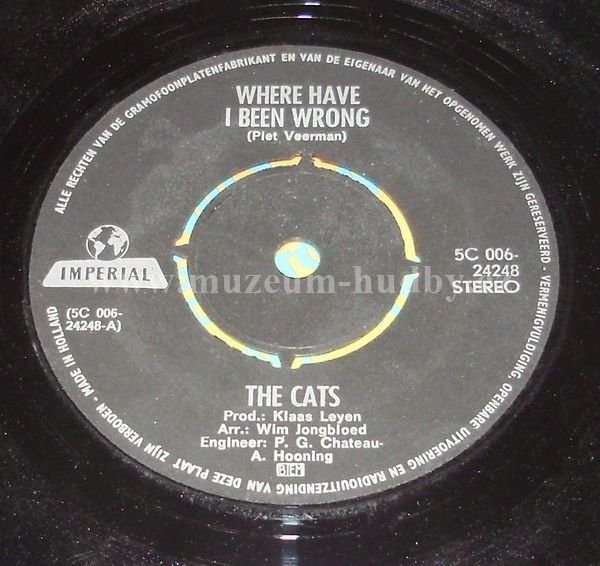 ALLE RECHTEN VAN DE GRAMOFOONPLATENFABRIKANT EN VAN DE EIGENAAR VAN HET OPGENOMEN WERK ZIJN GERESERVEERD - VERMENIGVULDIGING OPENBARE UITVOERING EN RADIOUITZENDING VAN DEZE PLAAT ZIJN VERBODEN - MADE IN HOLLAND
WHERE HAVE
I BEEN WRONG
(Piet Veerman)
IMPERIAL
(5C 006-
24248-A)
5C 006-
24248
STEREO
THE CATS
Prod.: Klaas Leyen
Arr.: Wim Jongbloed
Engineer: P. G. Chateau-
A. Hooning
BIEM